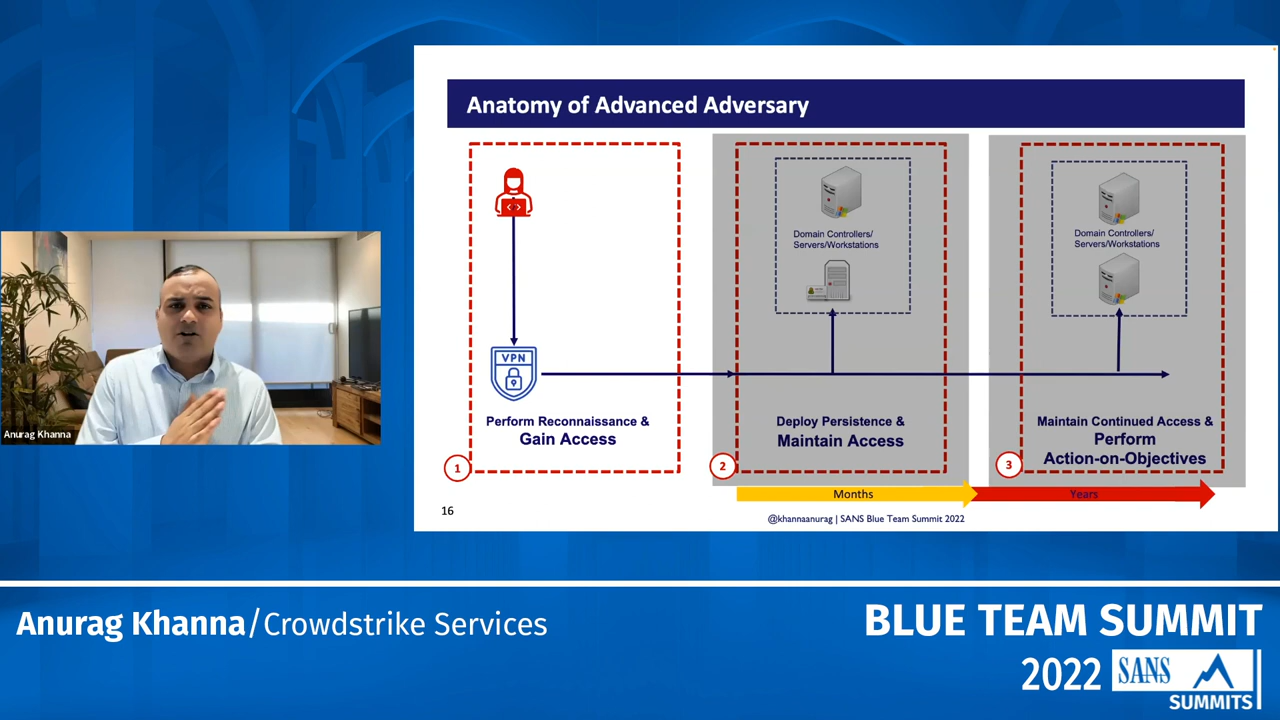 Anatomy of Advanced Adversary
VPN
Perform Reconnaissance &
Gain Access
1
Domain Controllers/
Servers/Workstations
Deploy Persistence &
Maintain Access
2
Domain Controllers/
Servers/Workstations
Maintain Continued Access &
Perform
Action-on-Objectives
3
Months
Years
16
@khannaanurag | SANS Blue Team Summit 2022
Anurag Khanna
Anurag Khanna/Crowdstrike Services
BLUE TEAM SUMMIT
2022
SANS
SUMMITS